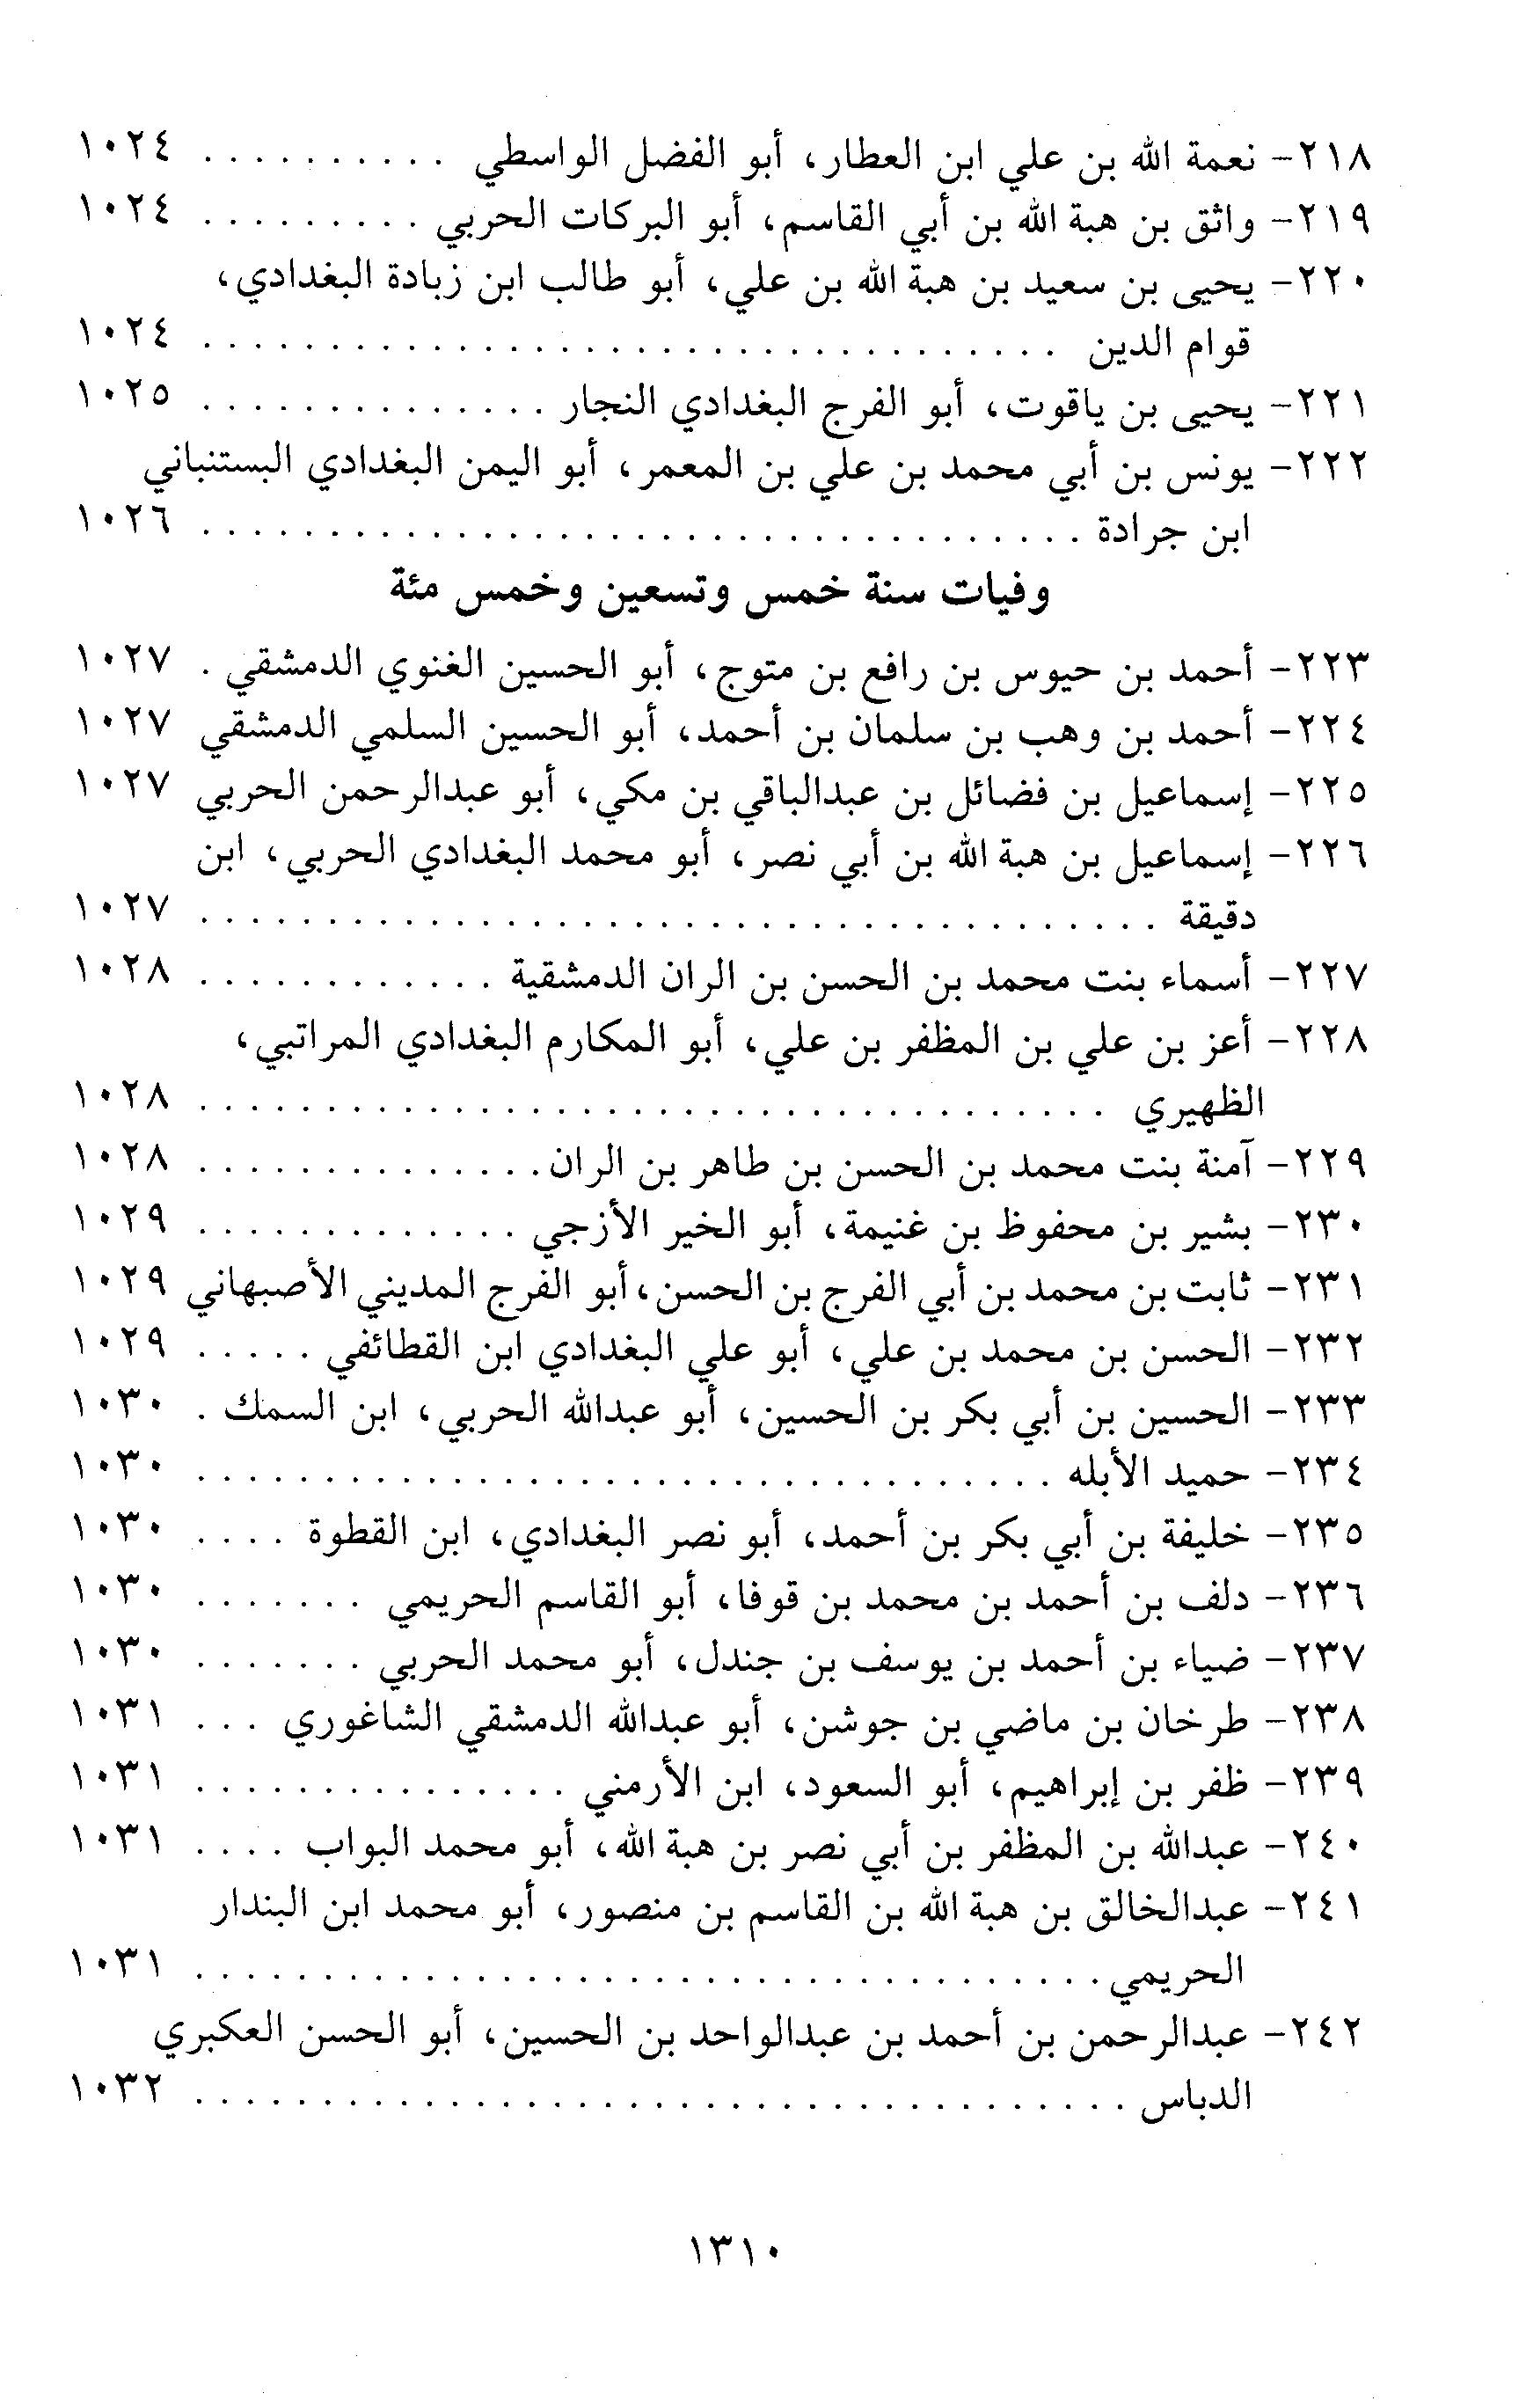 ٢١٨- نعمة الله بن علي ابن العطار، أبو الفضل الواسطي . . . . . . . . . . ١٠٢٤
٢١٩- واثق بن هبة الله بن أبي القاسم، أبو البركات الحربي . . . . . . . . . ١٠٢٤
٢٢٠- يحيى بن سعيد بن هبة الله بن علي، أبو طالب ابن زبادة البغدادي،
قوام الدين . . . . . . . . . . . . . . . . . . . . . . . . . . . . . . . . . . ١٠٢٤
٢٢١- يحيى بن ياقوت، أبو الفرج البغدادي النجار . . . . . . . . . . . . . . ١٠٢٥
٢٢٢- يونس بن أبي محمد بن علي بن المعمر، أبو اليمن البغدادي البستنباني
ابن جرادة . . . . . . . . . . . . . . . . . . . . . . . . . . . . . . . . . . . ١٠٢٦
وفيات سنة خمس وتسعين وخمس مئة
٢٢٣- أحمد بن حيوس بن رافع بن متوج، أبو الحسين الغنوي الدمشقي . ١٠٢٧
٢٢٤- أحمد بن وهب بن سلمان بن أحمد، أبو الحسين السلمي الدمشقي ١٠٢٧
٢٢٥- إسماعيل بن فضائل بن عبدالباقي بن مكي، أبو عبدالرحمن الحربي ١٠٢٧
٢٢٦- إسماعيل بن هبة الله بن أبي نصر، أبو محمد البغدادي الحربي، ابن
دقيقة . . . . . . . . . . . . . . . . . . . . . . . . . . . . . . . . . . . . . . ١٠٢٧
٢٢٧- أسماء بنت محمد بن الحسن بن الران الدمشقية . . . . . . . . . . . . ١٠٢٨
٢٢٨- أعز بن علي بن المظفر بن علي، أبو المكارم البغدادي المراتبي،
الظهيري . . . . . . . . . . . . . . . . . . . . . . . . . . . . . . . . . . . . ١٠٢٨
٢٢٩- آمنة بنت محمد بن الحسن بن طاهر بن الران . . . . . . . . . . . . . . ١٠٢٨
٢٣٠- بشير بن محفوظ بن غنيمة، أبو الخير الأزجي . . . . . . . . . . . . . ١٠٢٩
٢٣١- ثابت بن محمد بن أبي الفرج بن الحسن، أبو الفرج المديني الأصبهاني ١٠٢٩
٢٣٢- الحسن بن محمد بن علي، أبو علي البغدادي ابن القطائفي . . . . . ١٠٢٩
٢٣٣- الحسين بن أبي بكر بن الحسين، أبو عبدالله الحربي، ابن السمك . ١٠٣٠
٢٣٤- حميد الأبله . . . . . . . . . . . . . . . . . . . . . . . . . . . . . . . . . . ١٠٣٠
٢٣٥- خليفة بن أبي بكر بن أحمد، أبو نصر البغدادي، ابن القطوة . . . . ١٠٣٠
٢٣٦- دلف بن أحمد بن محمد بن قوفا، أبو القاسم الحريمي . . . . . . . ١٠٣٠
٢٣٧- ضياء بن أحمد بن يوسف بن جندل، أبو محمد الحربي . . . . . . . ١٠٣٠
٢٣٨- طرخان بن ماضي بن جوشن، أبو عبدالله الدمشقي الشاغوري . . . ١٠٣١
٢٣٩- ظفر بن إبراهيم، أبو السعود، ابن الأرمني . . . . . . . . . . . . . . . ١٠٣١
٢٤٠- عبدالله بن المظفر بن أبي نصر بن هبة الله، أبو محمد البواب . . . . ١٠٣١
٢٤١- عبدالخالق بن هبة الله بن القاسم بن منصور، أبو محمد ابن البندار
الحريمي . . . . . . . . . . . . . . . . . . . . . . . . . . . . . . . . . . . . ١٠٣١
٢٤٢- عبدالرحمن بن أحمد بن عبدالواحد بن الحسين، أبو الحسن العكبري
الدباس . . . . . . . . . . . . . . . . . . . . . . . . . . . . . . . . . . . . . ١٠٣٢
١٣١٠